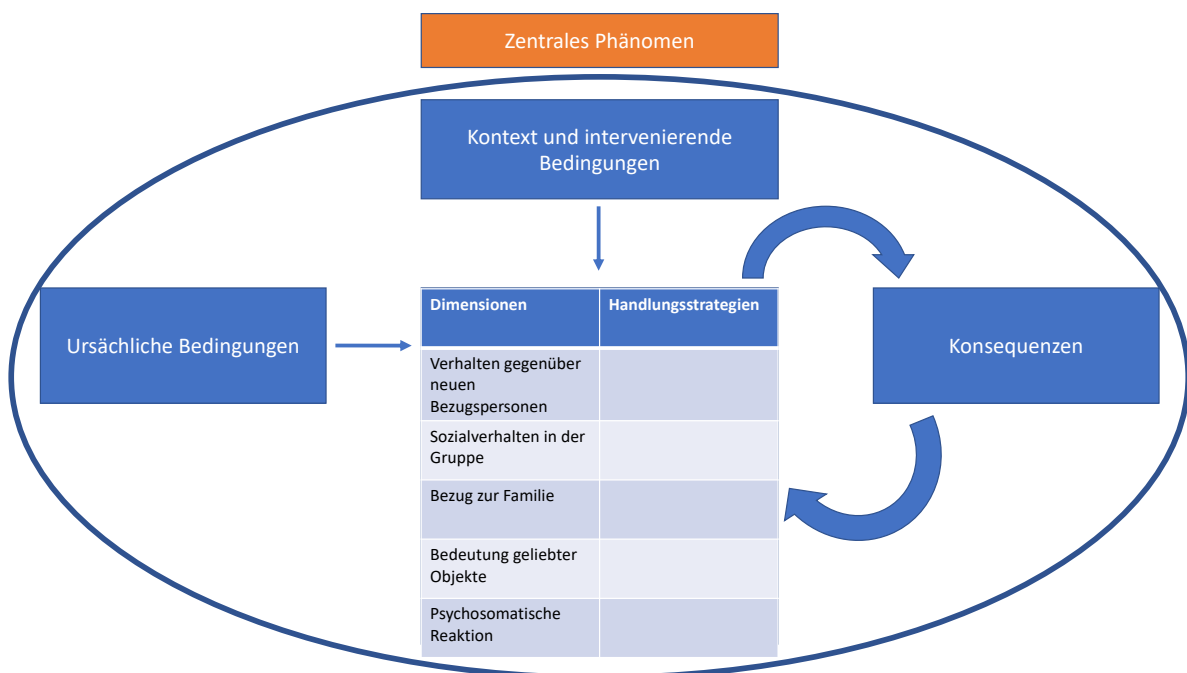 Zentrales Phänomen
Kontext und intervenierende
Bedingungen
Ursächliche Bedingungen
Dimensionen
Handlungsstrategien
Verhalten gegenüber
neuen
Bezugspersonen
Sozialverhalten in der
Gruppe
Bezug zur Familie
Bedeutung geliebter
Objekte
Psychosomatische
Reaktion
Konsequenzen